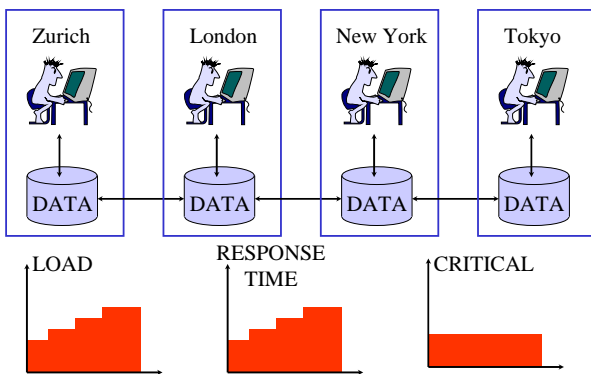 Zurich
London
New York
Tokyo
DATA
DATA
DATA
DATA
LOAD
RESPONSE
TIME
CRITICAL